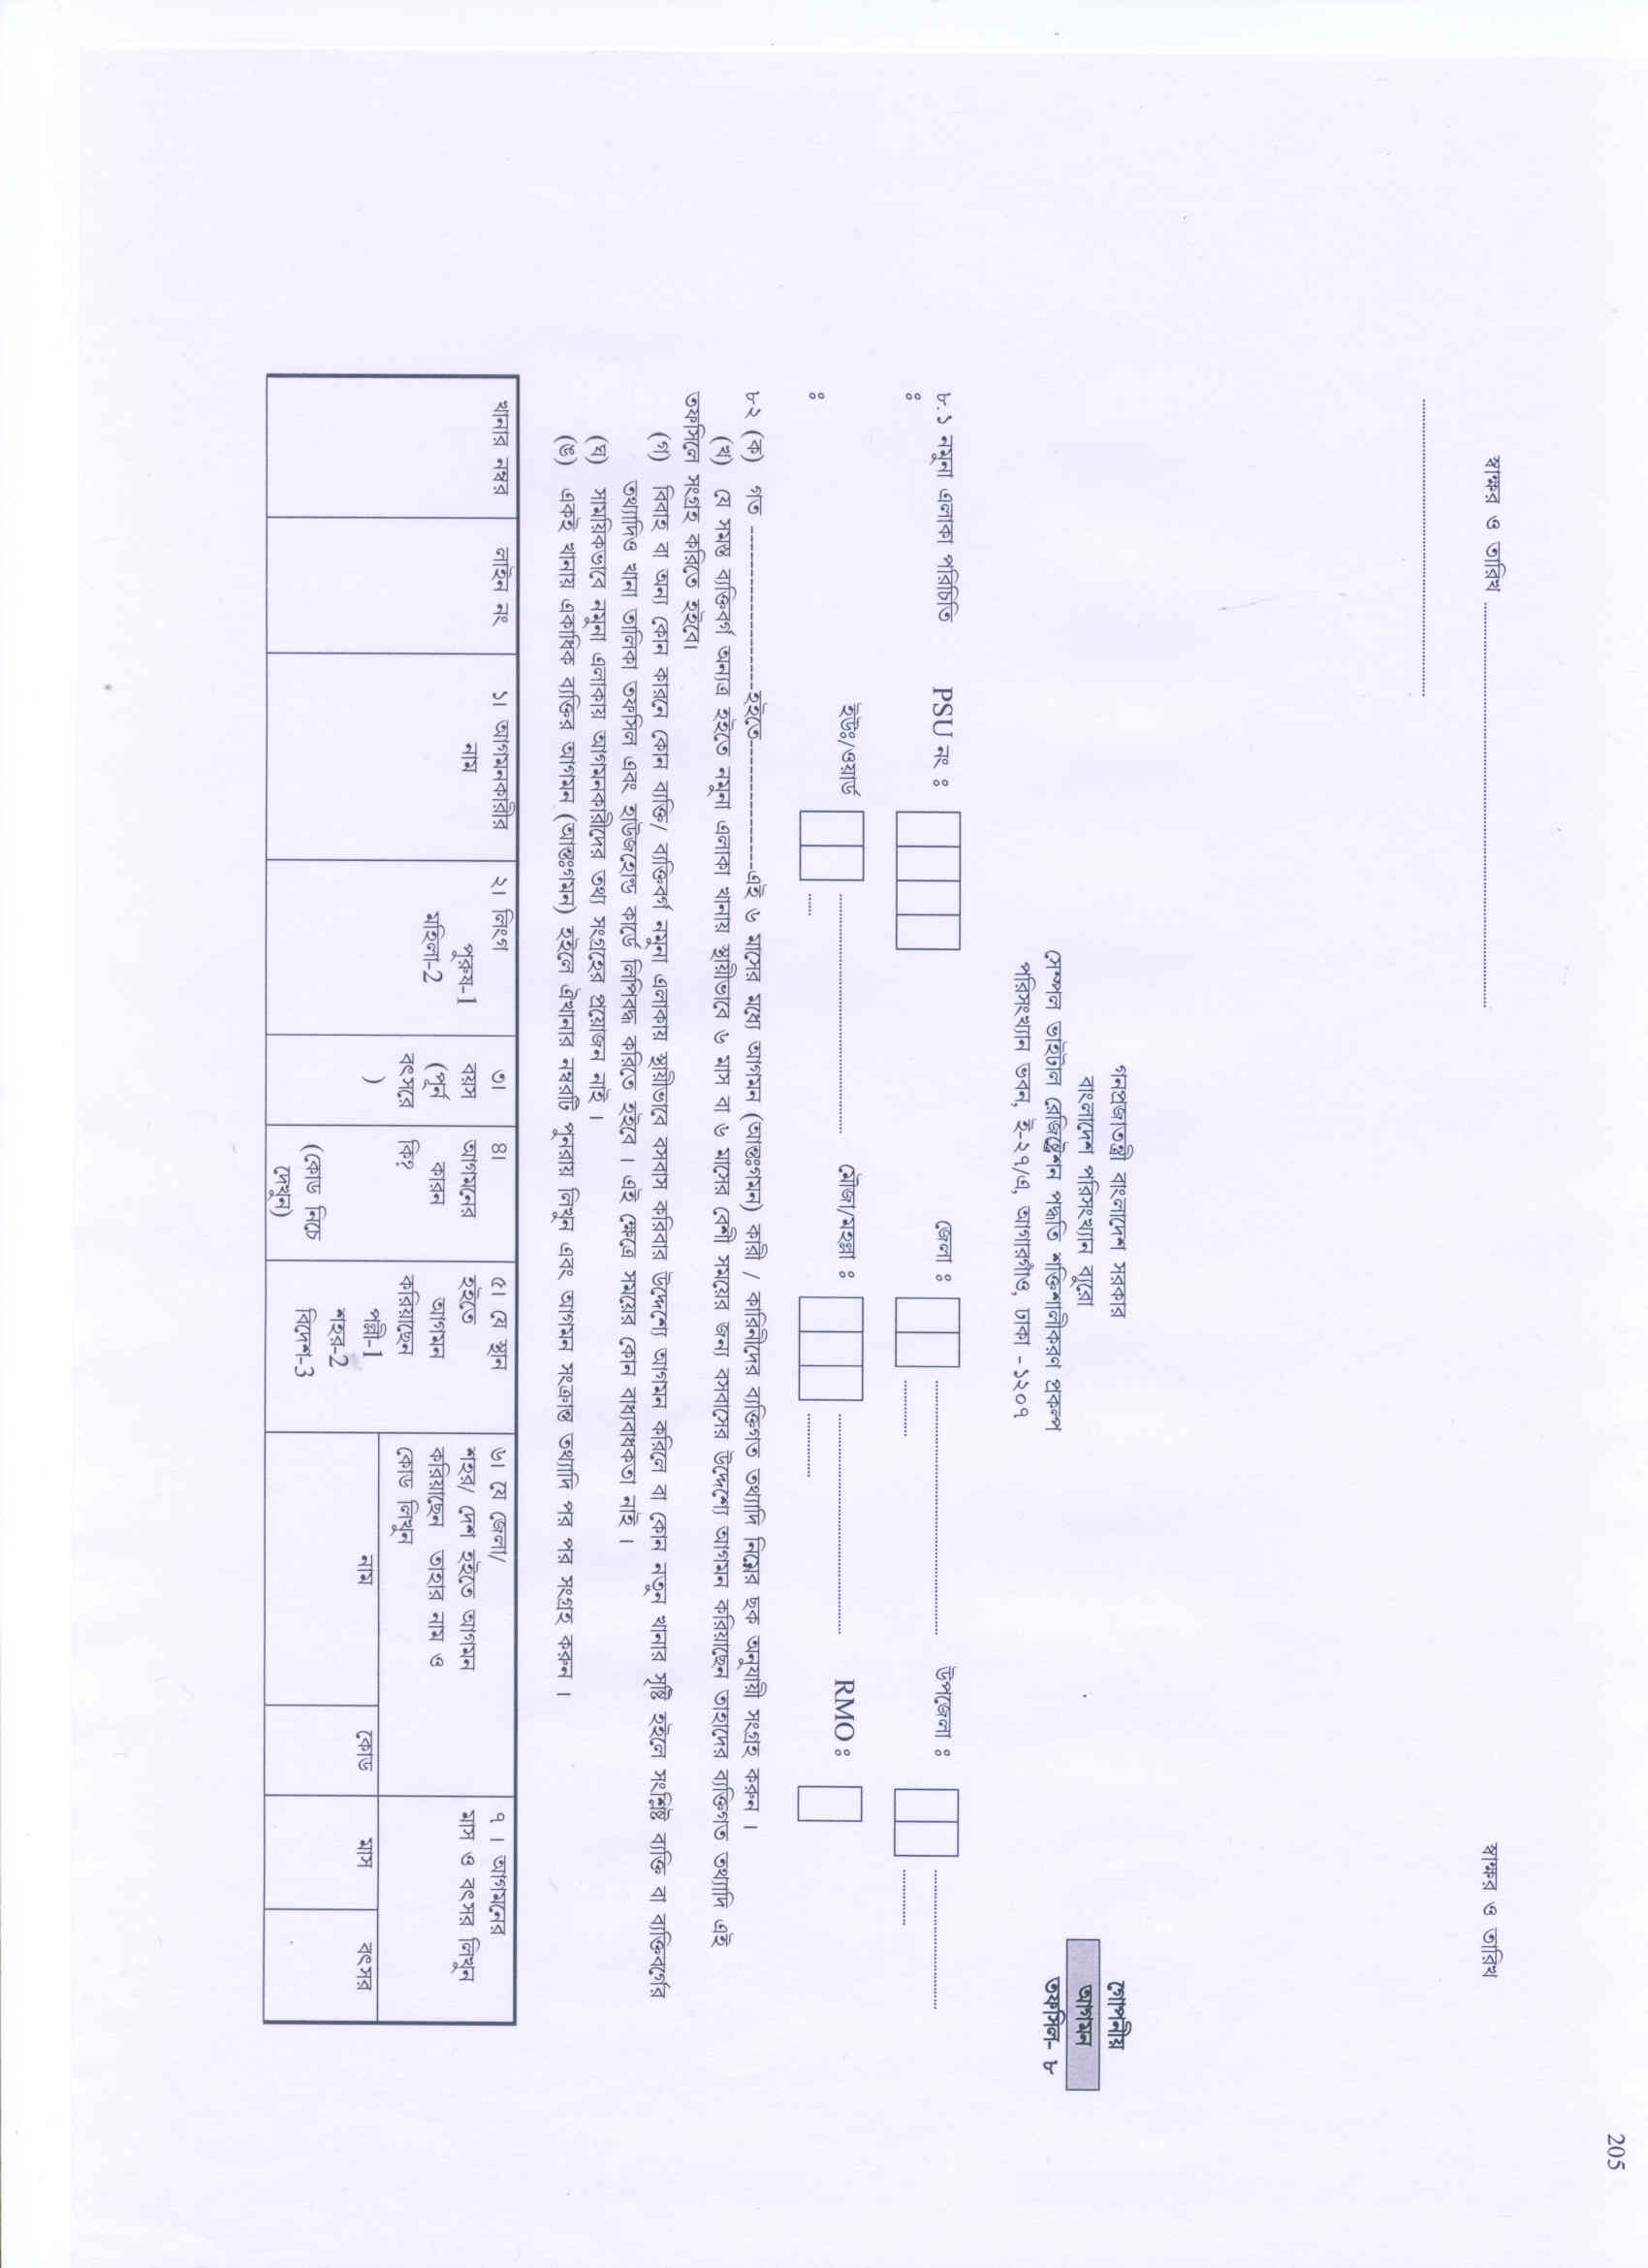 205
স্বাক্ষর ও তারিখ ........................................ স্বাক্ষর ও তারিখ
........................................
গোপনীয়
আগমন
তফসিল- ৮
গনপ্রজাতন্ত্রী বাংলাদেশ সরকার
বাংলাদেশ পরিসংখ্যান ব্যুরো
সেম্পল ভাইটাল রেজিষ্ট্রেশন পদ্ধতি শক্তিশালীকরণ প্রকল্প
পরিসংখ্যান ভবন, ই-২৭/এ, আগারগাঁও, ঢাকা - ১২০৭
৮.১ নমুনা এলাকা পরিচিতি PSU নং ঃ জেলা ঃ ........................ উপজেলা ঃ ........................
ঃ
ইউঃ/ওয়ার্ড ........................ মৌজা/মহল্লা ঃ ........................ RMO ঃ
ঃ
৮২ (ক) গত --------------------হইতে----------------এই ৬ মাসের মধ্যে আগমন (আন্তঃগমন) কারী / কারিনীদের ব্যক্তিগত তথ্যাদি নিম্নের ছক অনুযায়ী সংগ্রহ করুন ।
(খ) যে সমস্ত ব্যক্তিবর্গ অন্যত্র হইতে নমুনা এলাকা খানায় স্থায়ীভাবে ৬ মাস বা ৬ মাসের বেশী সময়ের জন্য বসবাসের উদ্দেশ্যে আগমন করিয়াছেন তাহাদের ব্যক্তিগত তথ্যাদি এই
তফসিলে সংগ্রহ করিতে হইবে।
(গ) বিবাহ বা অন্য কোন কারনে কোন ব্যক্তি/ ব্যক্তিবর্গ নমুনা এলাকায় স্থায়ীভাবে বসবাস করিবার উদ্দেশ্যে আগমন করিলে বা কোন নতুন খানার সৃষ্টি হইলে সংশ্লিষ্ট ব্যক্তি বা ব্যক্তিবর্গের
তথ্যাদিও খানা তালিকা তফসিল এবং হাউজহোল্ড কার্ডে লিপিবদ্ধ করিতে হইবে । এই ক্ষেত্রে সময়ের কোন বাধ্যবাধকতা নাই ।
(ঘ) সাময়িকভাবে নমুনা এলাকায় আগমনকারীদের তথ্য সংগ্রহের প্রয়োজন নাই ।
(ঙ) একই খানায় একাধিক ব্যক্তির আগমন (আন্তঃগমন) হইলে ঐখানার নম্বরটি পুনরায় লিখুন এবং আগমন সংক্রান্ত তথ্যাদি পর পর সংগ্রহ করুন ।
খানার নম্বর
লাইন নং
১। আগমনকারীর
নাম
২। লিংগ
পুরুষ-1
মহিলা-2
৩।
বয়স
(পূর্ন
বৎসরে
)
৪।
আগমনের
কারন
কি?
(কোড নিচে
দেখুন)
৫। যে স্থান
হইতে
আগমন
করিয়াছেন
পল্লী-1
শহর-2
বিদেশ-3
৬। যে জেলা/
শহর/ দেশ হইতে আগমন
করিয়াছেন তাহার নাম ও
কোড লিখুন
নাম
কোড
৭ । আগমনের
মাস ও বৎসর লিখুন
মাস
বৎসর